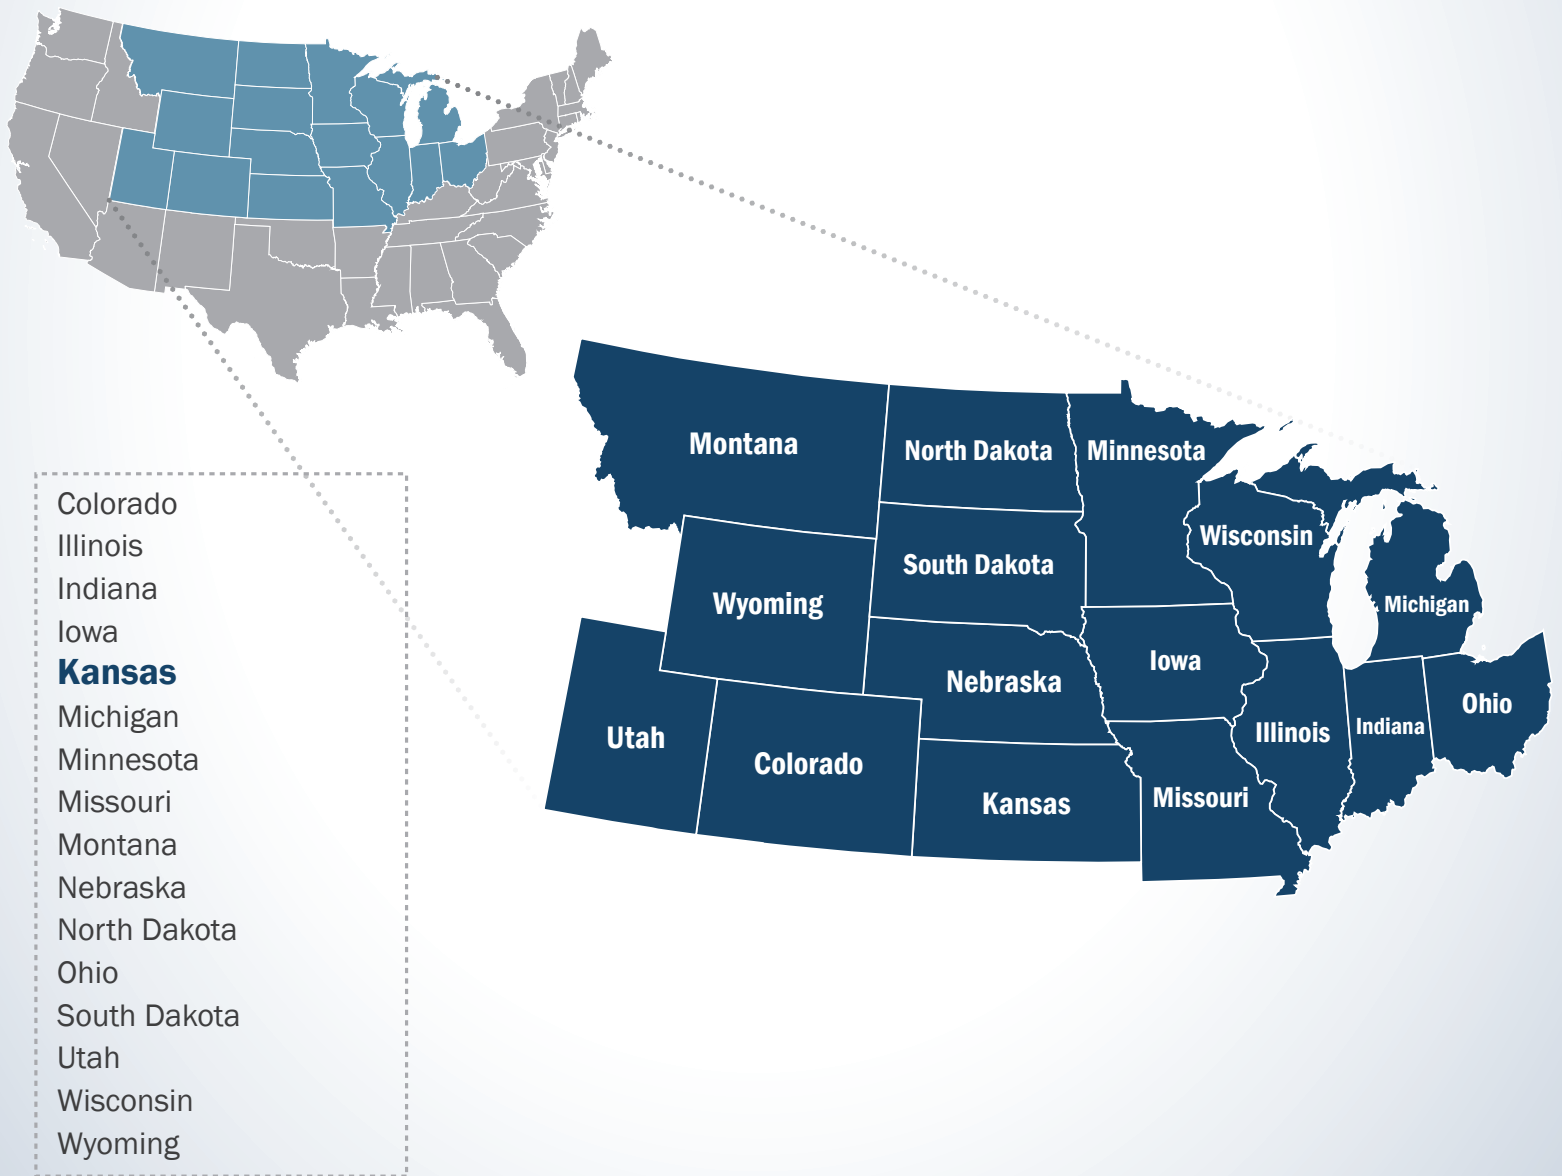 Colorado
Illinois
Indiana
Iowa
Kansas
Michigan
Minnesota
Missouri
Montana
Nebraska
North Dakota
Ohio
South Dakota
Utah
Wisconsin
Wyoming
Montana
North Dakota
Minnesota
Wisconsin
South Dakota
Wyoming
Michigan
Iowa
Nebraska
Ohio
Utah
Illinois
Indiana
Colorado
Kansas
Missouri